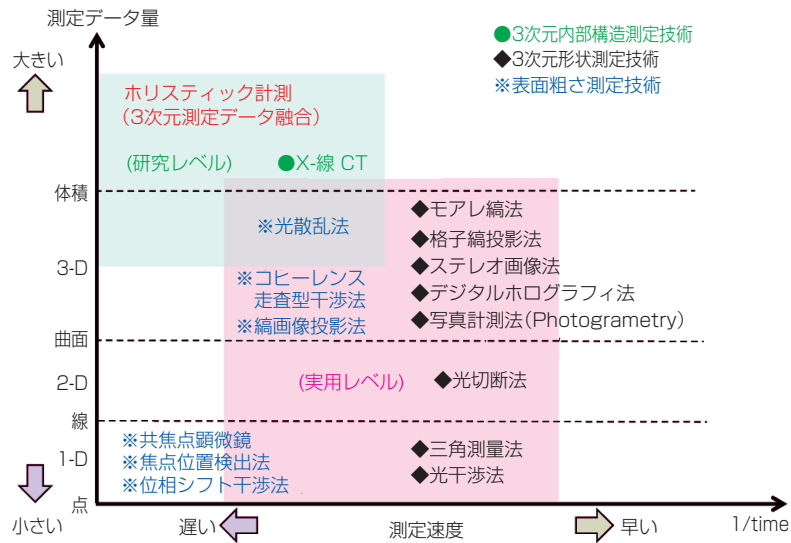 測定データ量
大きい
●3次元内部構造測定技術
◆3次元形状測定技術
※表面粗さ測定技術
ホリスティック計測
(3次元測定データ融合)
(研究レベル)
●X-線 CT
体積
※光散乱法
◆モアレ縞法
◆格子縞投影法
3-D
◆ステレオ画像法
※コヒーレンス
走査型干渉法
◆デジタルホログラフィ法
※縞画像投影法
◆写真計測法(Photogrametry)
曲面
2-D
(実用レベル)
◆光切断法
線
※共焦点顕微鏡
◆三角測量法
1-D
※焦点位置検出法
◆光干渉法
※位相シフト干渉法
点
小さい
遅い
測定速度
早い
1/time